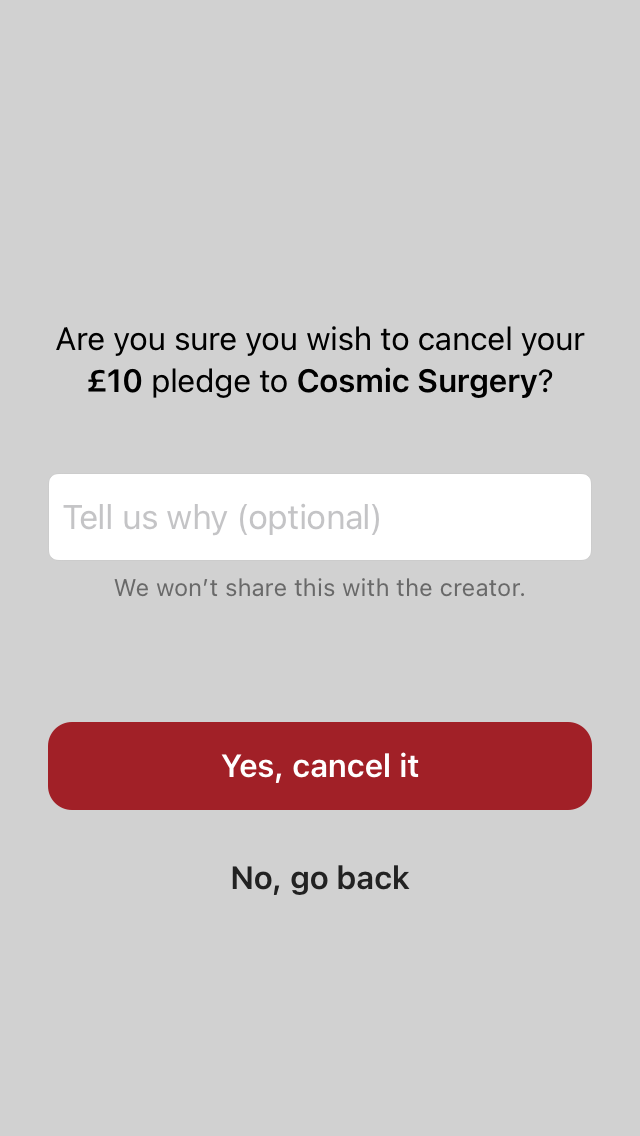 Are you sure you wish to cancel your
£10 pledge to Cosmic Surgery?
Tell us why (optional)
We won’t share this with the creator.
Yes, cancel it
No, go back